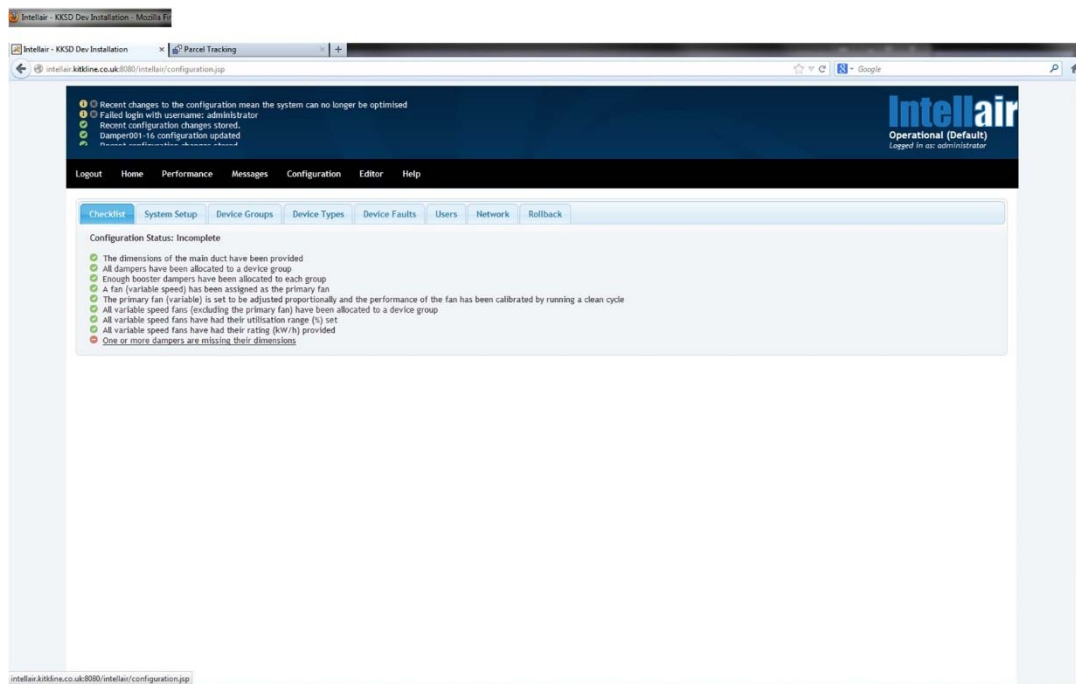 Intellair - KKSD Dev Installation - Mozilla Fir
Intellair - KKSD Dev Installation
Parcel Tracking
intellair.kitkline.co.uk:8080/intellair/configuration.jsp
Google
Recent changes to the configuration mean the system can no longer be optimised
Failed login with username: administrator
Recent configuration changes stored.
Damper001-16 configuration updated
Recent configuration changes stored
Intellair
Operational (Default)
Logged in as: administrator
Logout Home Performance Messages Configuration Editor Help
Checklist System Setup Device Groups Device Types Device Faults Users Network Rollback
Configuration Status: Incomplete
The dimensions of the main duct have been provided
All dampers have been allocated to a device group
Enough booster dampers have been allocated to each group
A fan (variable speed) has been assigned as the primary fan
The primary fan (variable) is set to be adjusted proportionally and the performance of the fan has been calibrated by running a clean cycle
All variable speed fans (excluding the primary fan) have been allocated to a device group
All variable speed fans have had their utilisation range (%) set
All variable speed fans have had their rating (kW/h) provided
One or more dampers are missing their dimensions
intellair.kitkline.co.uk:8080/intellair/configuration.jsp